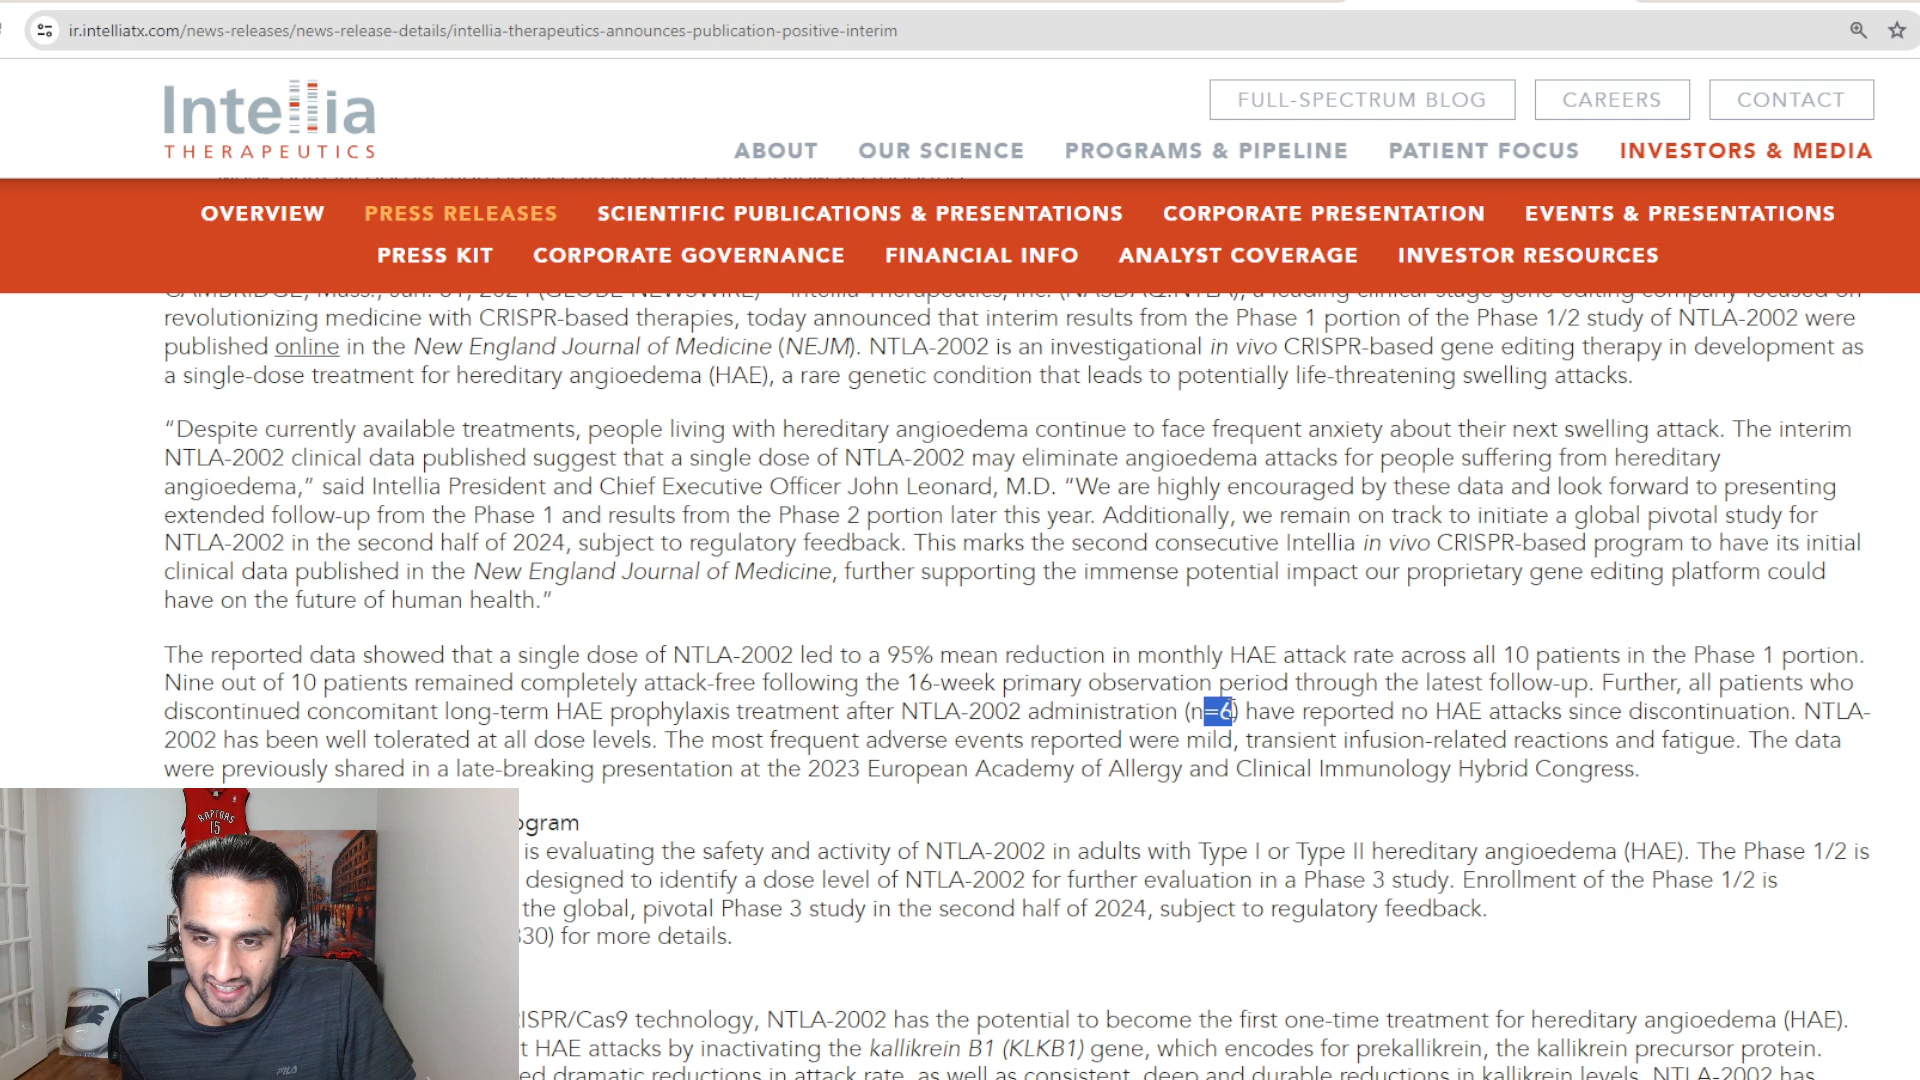 ir.intelliatx.com/news-releases/news-release-details/intellia-therapeutics-announces-publication-positive-interim
Intellia
THERAPEUTICS
FULL-SPECTRUM BLOG
CAREERS
CONTACT
ABOUT
OUR SCIENCE
PROGRAMS & PIPELINE
PATIENT FOCUS
INVESTORS & MEDIA
OVERVIEW
PRESS RELEASES
SCIENTIFIC PUBLICATIONS & PRESENTATIONS
CORPORATE PRESENTATION
EVENTS & PRESENTATIONS
PRESS KIT
CORPORATE GOVERNANCE
FINANCIAL INFO
ANALYST COVERAGE
INVESTOR RESOURCES
revolutionizing medicine with CRISPR-based therapies, today announced that interim results from the Phase 1 portion of the Phase 1/2 study of NTLA-2002 were
published online in the New England Journal of Medicine (NEJM). NTLA-2002 is an investigational in vivo CRISPR-based gene editing therapy in development as
a single-dose treatment for hereditary angioedema (HAE), a rare genetic condition that leads to potentially life-threatening swelling attacks.
“Despite currently available treatments, people living with hereditary angioedema continue to face frequent anxiety about their next swelling attack. The interim
NTLA-2002 clinical data published suggest that a single dose of NTLA-2002 may eliminate angioedema attacks for people suffering from hereditary
angioedema,” said Intellia President and Chief Executive Officer John Leonard, M.D. “We are highly encouraged by these data and look forward to presenting
extended follow-up from the Phase 1 and results from the Phase 2 portion later this year. Additionally, we remain on track to initiate a global pivotal study for
NTLA-2002 in the second half of 2024, subject to regulatory feedback. This marks the second consecutive Intellia in vivo CRISPR-based program to have its initial
clinical data published in the New England Journal of Medicine, further supporting the immense potential impact our proprietary gene editing platform could
have on the future of human health.”
The reported data showed that a single dose of NTLA-2002 led to a 95% mean reduction in monthly HAE attack rate across all 10 patients in the Phase 1 portion.
Nine out of 10 patients remained completely attack-free following the 16-week primary observation period through the latest follow-up. Further, all patients who
discontinued concomitant long-term HAE prophylaxis treatment after NTLA-2002 administration (n=6) have reported no HAE attacks since discontinuation. NTLA-
2002 has been well tolerated at all dose levels. The most frequent adverse events reported were mild, transient infusion-related reactions and fatigue. The data
were previously shared in a late-breaking presentation at the 2023 European Academy of Allergy and Clinical Immunology Hybrid Congress.
ogram
is evaluating the safety and activity of NTLA-2002 in adults with Type I or Type II hereditary angioedema (HAE). The Phase 1/2 is
designed to identify a dose level of NTLA-2002 for further evaluation in a Phase 3 study. Enrollment of the Phase 1/2 is
the global, pivotal Phase 3 study in the second half of 2024, subject to regulatory feedback.
330) for more details.
RISPR/Cas9 technology, NTLA-2002 has the potential to become the first one-time treatment for hereditary angioedema (HAE).
t HAE attacks by inactivating the kallikrein B1 (KLKB1) gene, which encodes for prekallikrein, the kallikrein precursor protein.
ed dramatic reductions in attack rate, as well as consistent, deep and durable reductions in kallikrein levels. NTLA-2002 has
RAPTORS
15
FILA